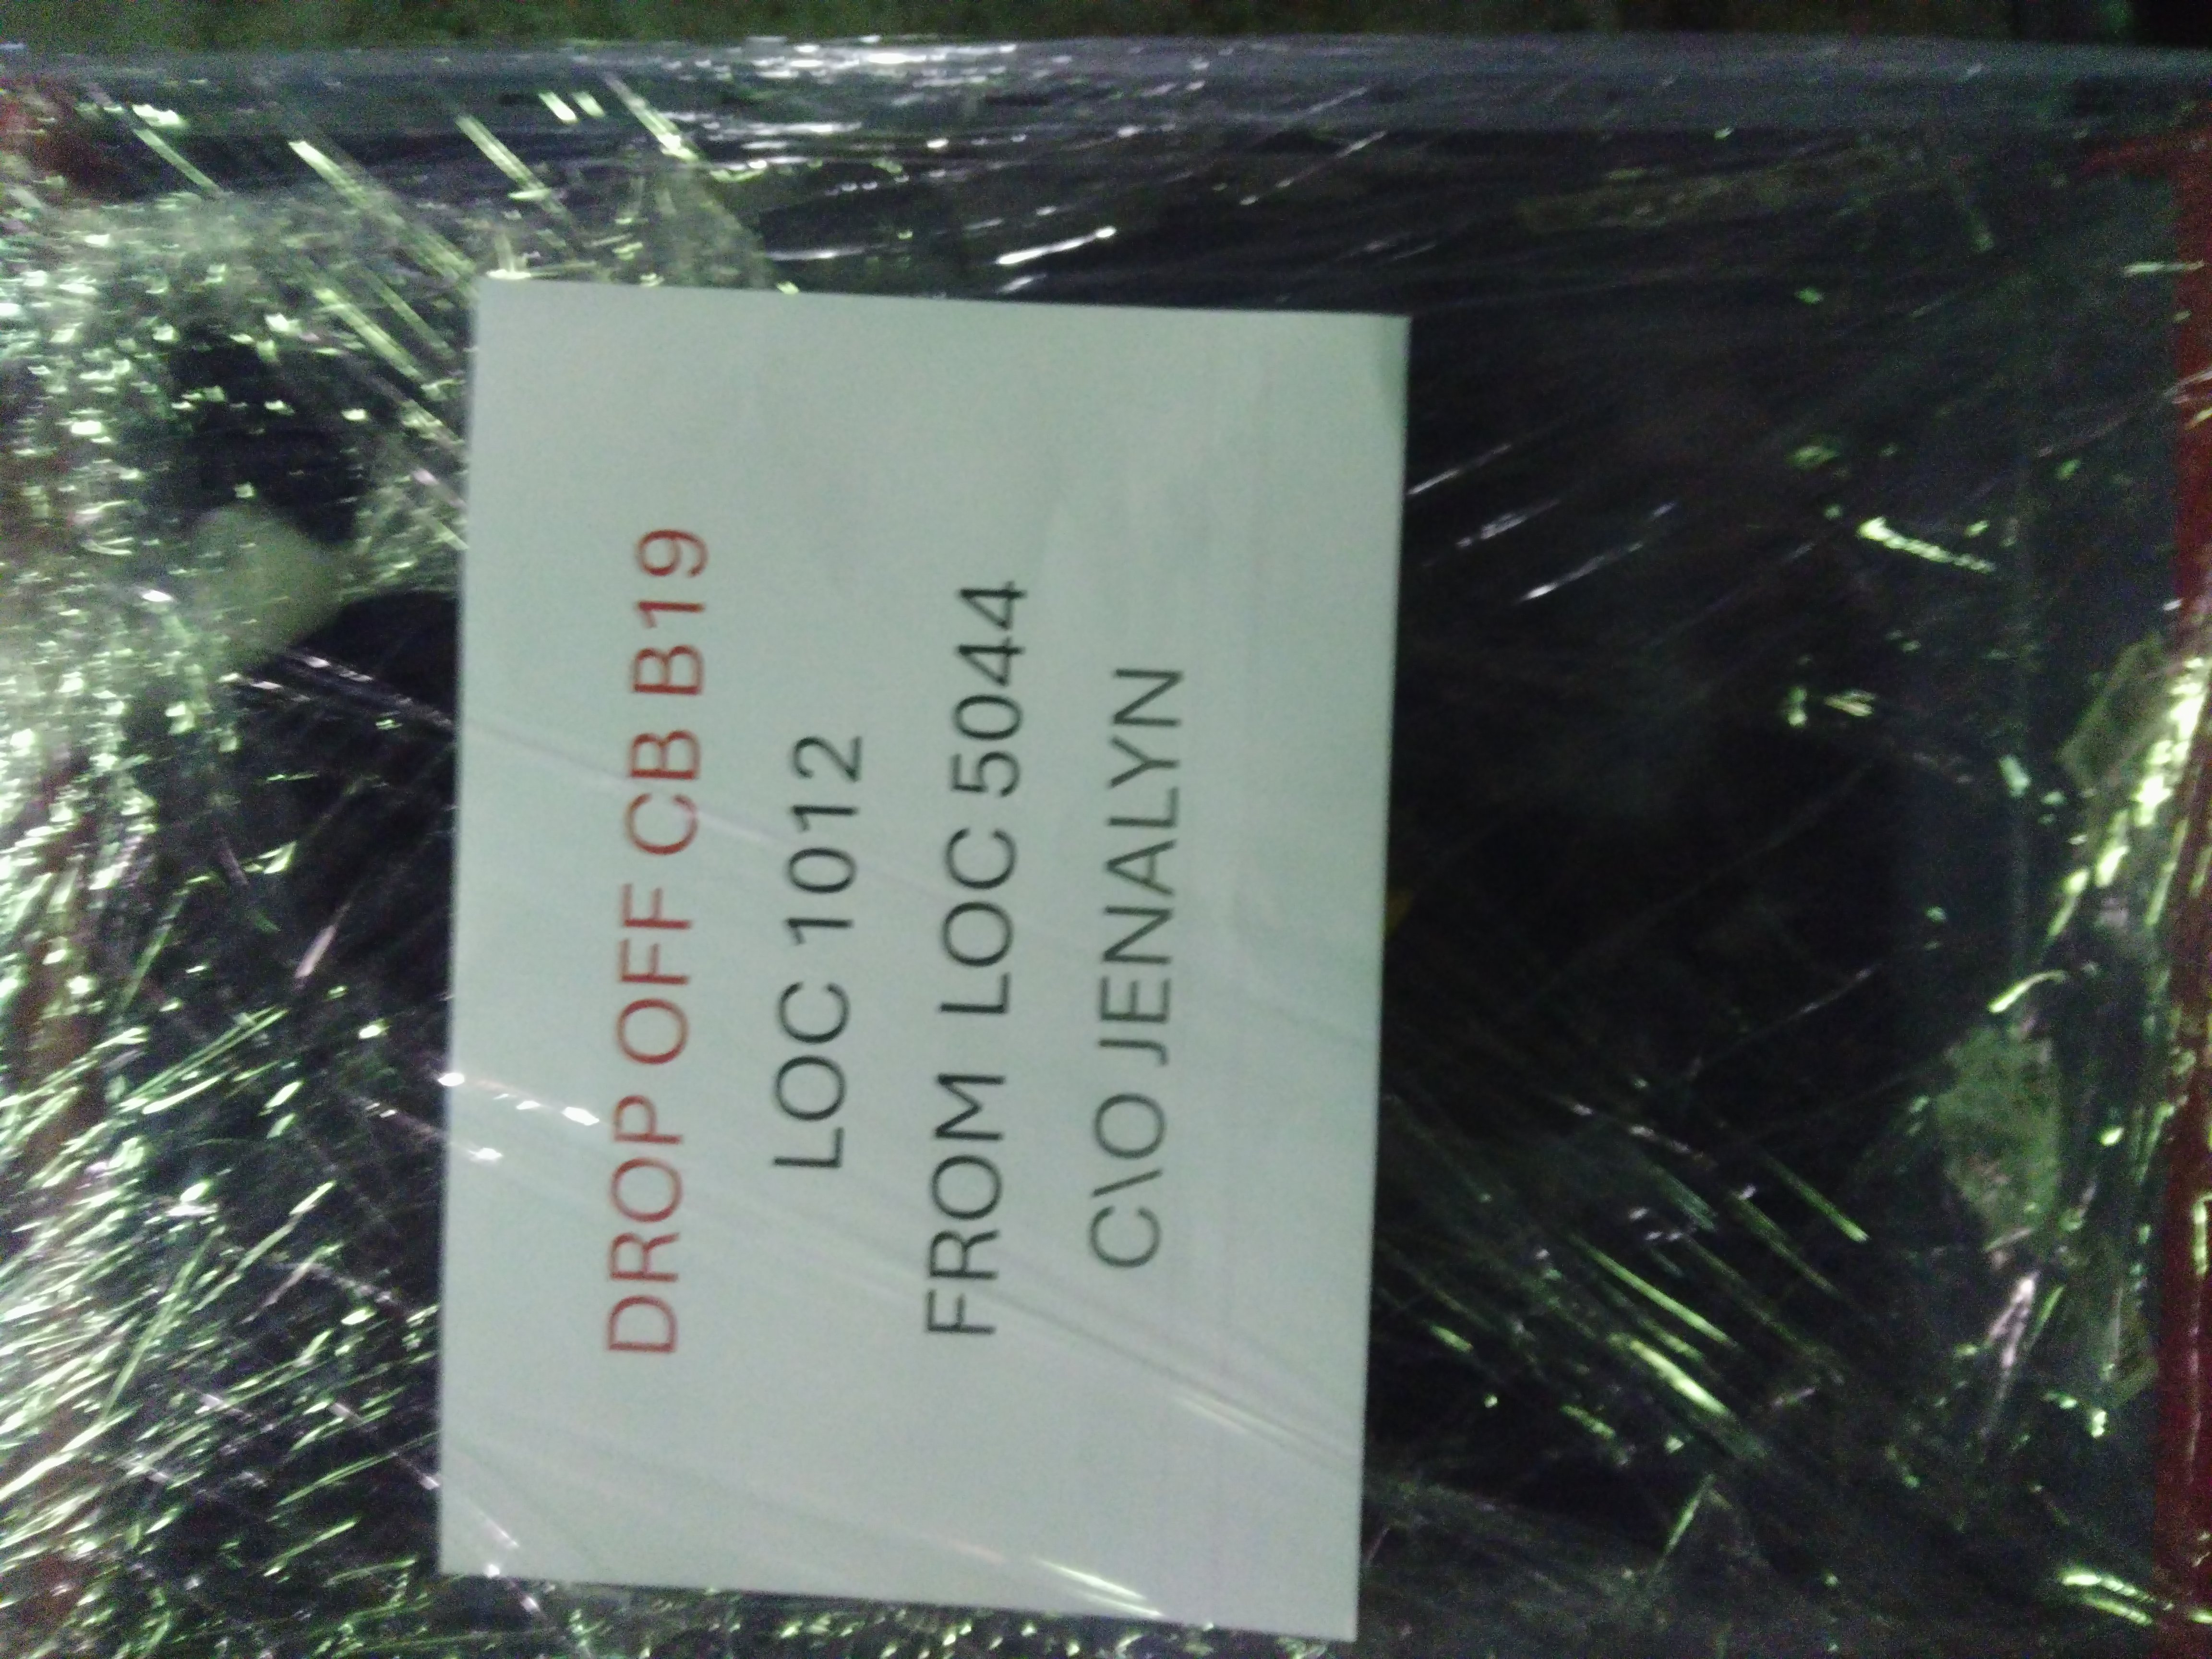 DROP OFF CB B19
LOC 1012
FROM LOC 5044
C\O JENALYN